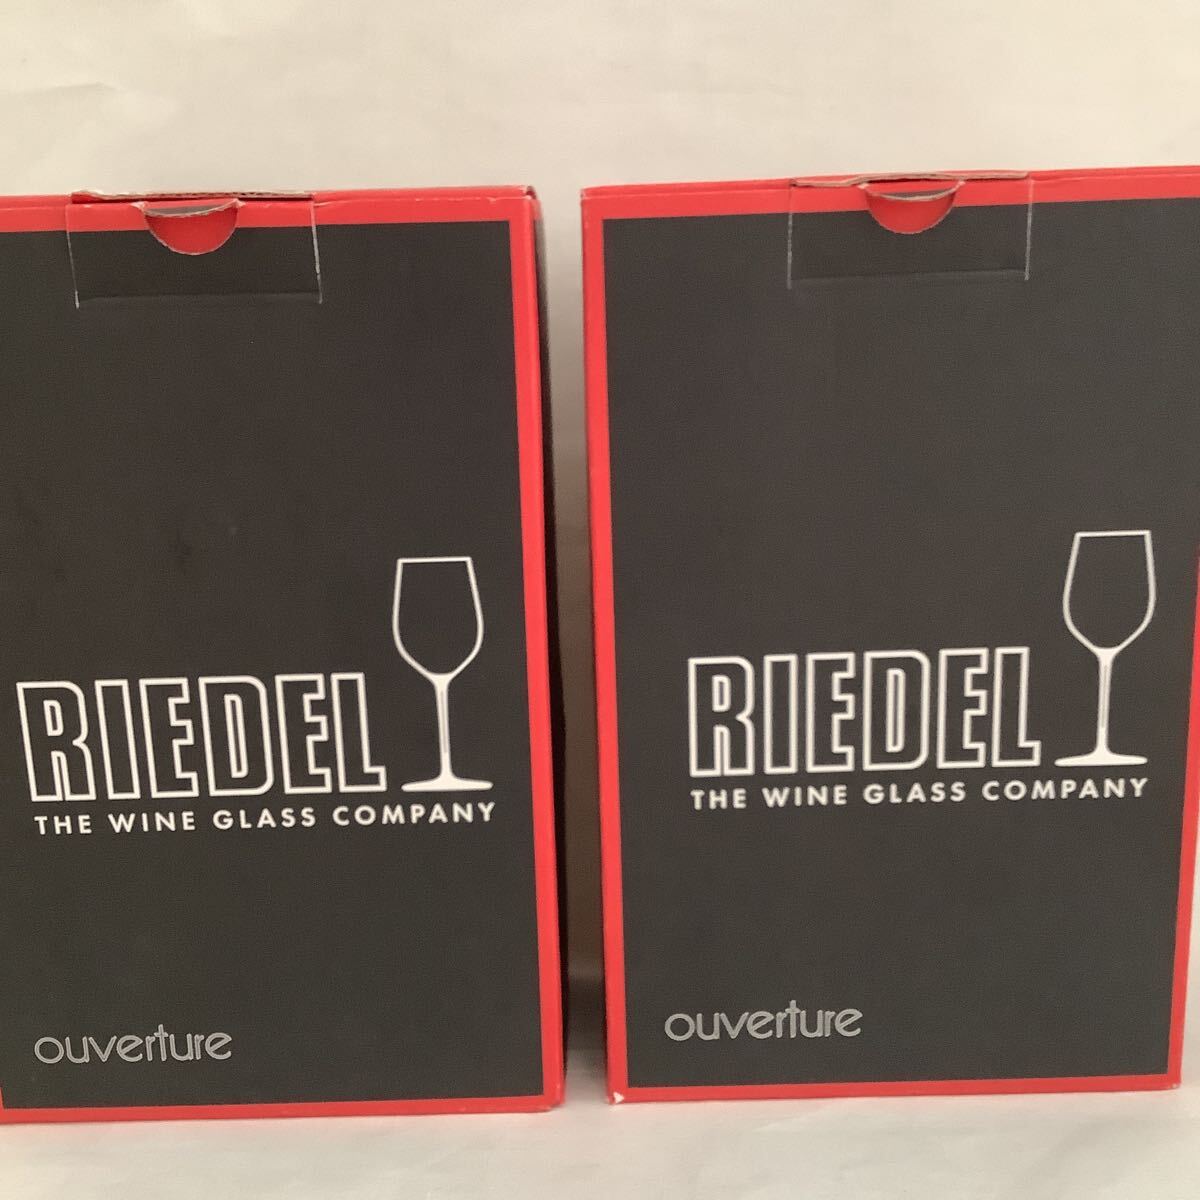 RIEDEL
THE WINE GLASS COMPANY
ouverture
RIEDEL
THE WINE GLASS COMPANY
ouverture